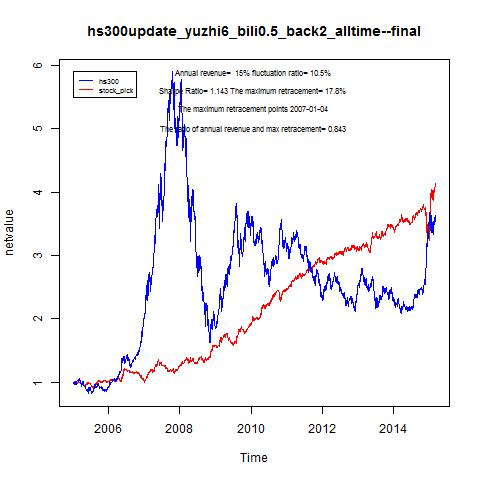 hs300update_yuzhi6_bili0.5_back2_alltime--final
hs300
stock_pick
Annual revenue= 15% fluctuation ratio= 10.5%
Sharpe Ratio= 1.143 The maximum retracement= 17.8%
The maximum retracement points 2007-01-04
The ratio of annual revenue and max retracement= 0.843
6
5
4
3
2
1
netvalue
2006 2008 2010 2012 2014
Time